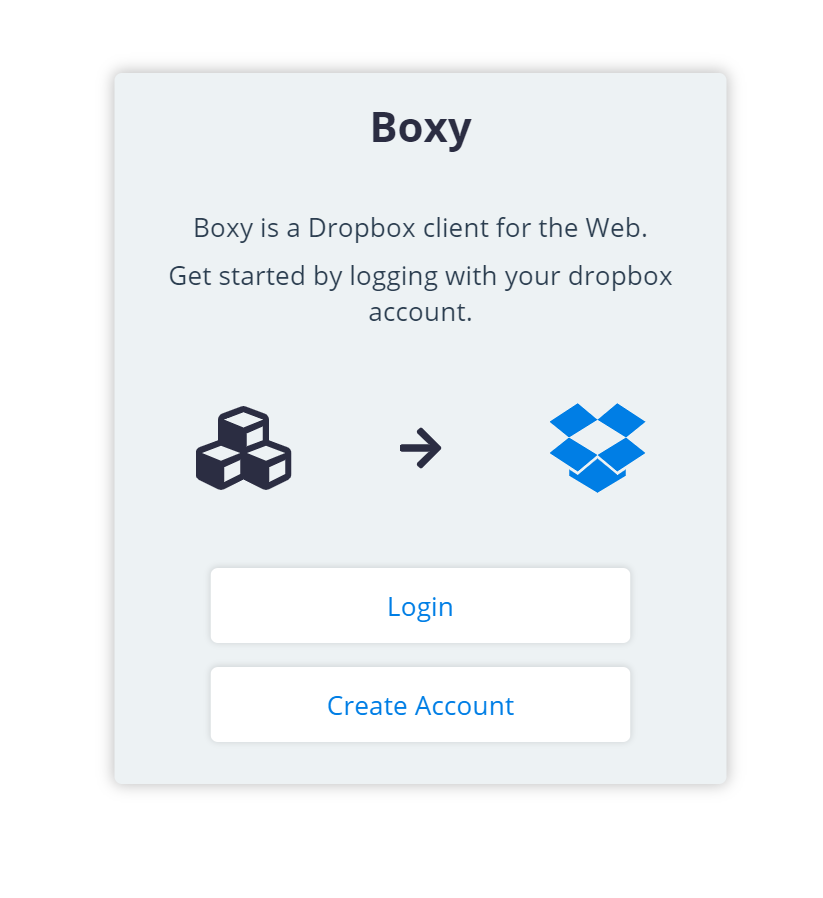 Boxy
Boxy is a Dropbox client for the Web.
Get started by logging with your dropbox
account.
Login
Create Account